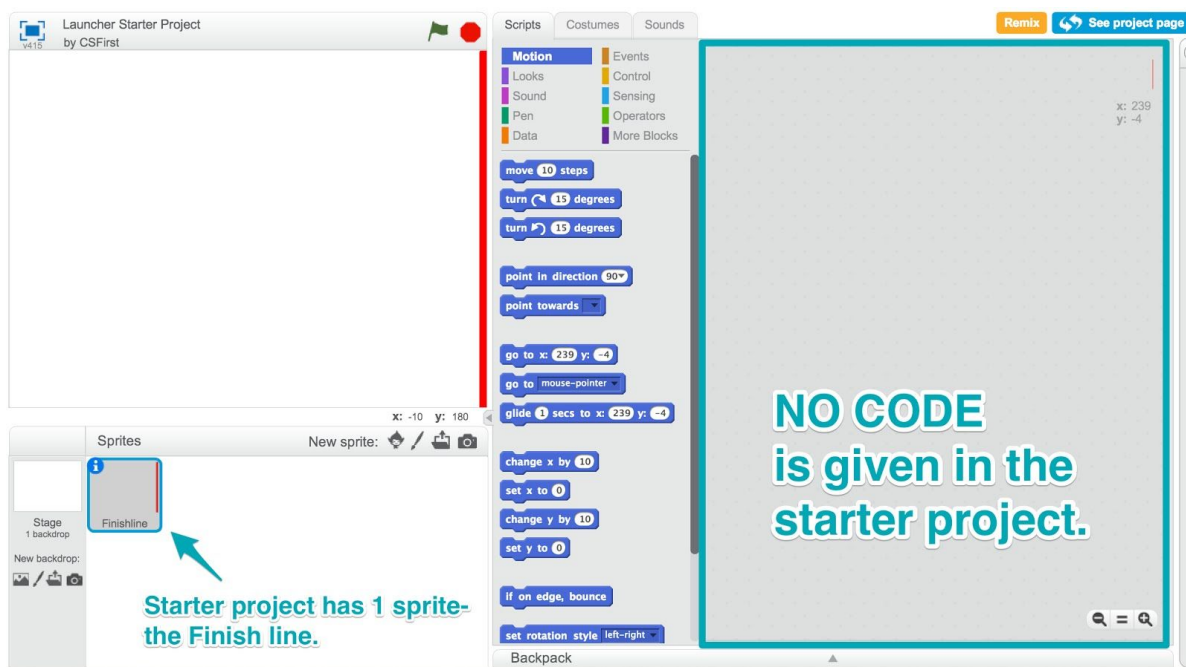 Launcher Starter Project
by CSFirst
v415
x: -10 y: 180
Sprites
New sprite:
Stage
1 backdrop
New backdrop:
Finishline
Starter project has 1 sprite-
the Finish line.
Scripts Costumes Sounds
Remix See project page
Motion Events
Looks Control
Sound Sensing
Pen Operators
Data More Blocks
move 10 steps
turn 15 degrees
turn 15 degrees
point in direction 90
point towards
go to x: 239 y: -4
go to mouse-pointer
glide 1 secs to x: 239 y: -4
change x by 10
set x to 0
change y by 10
set y to 0
if on edge, bounce
set rotation style left-right
Backpack
x: 239
y: -4
NO CODE
is given in the
starter project.